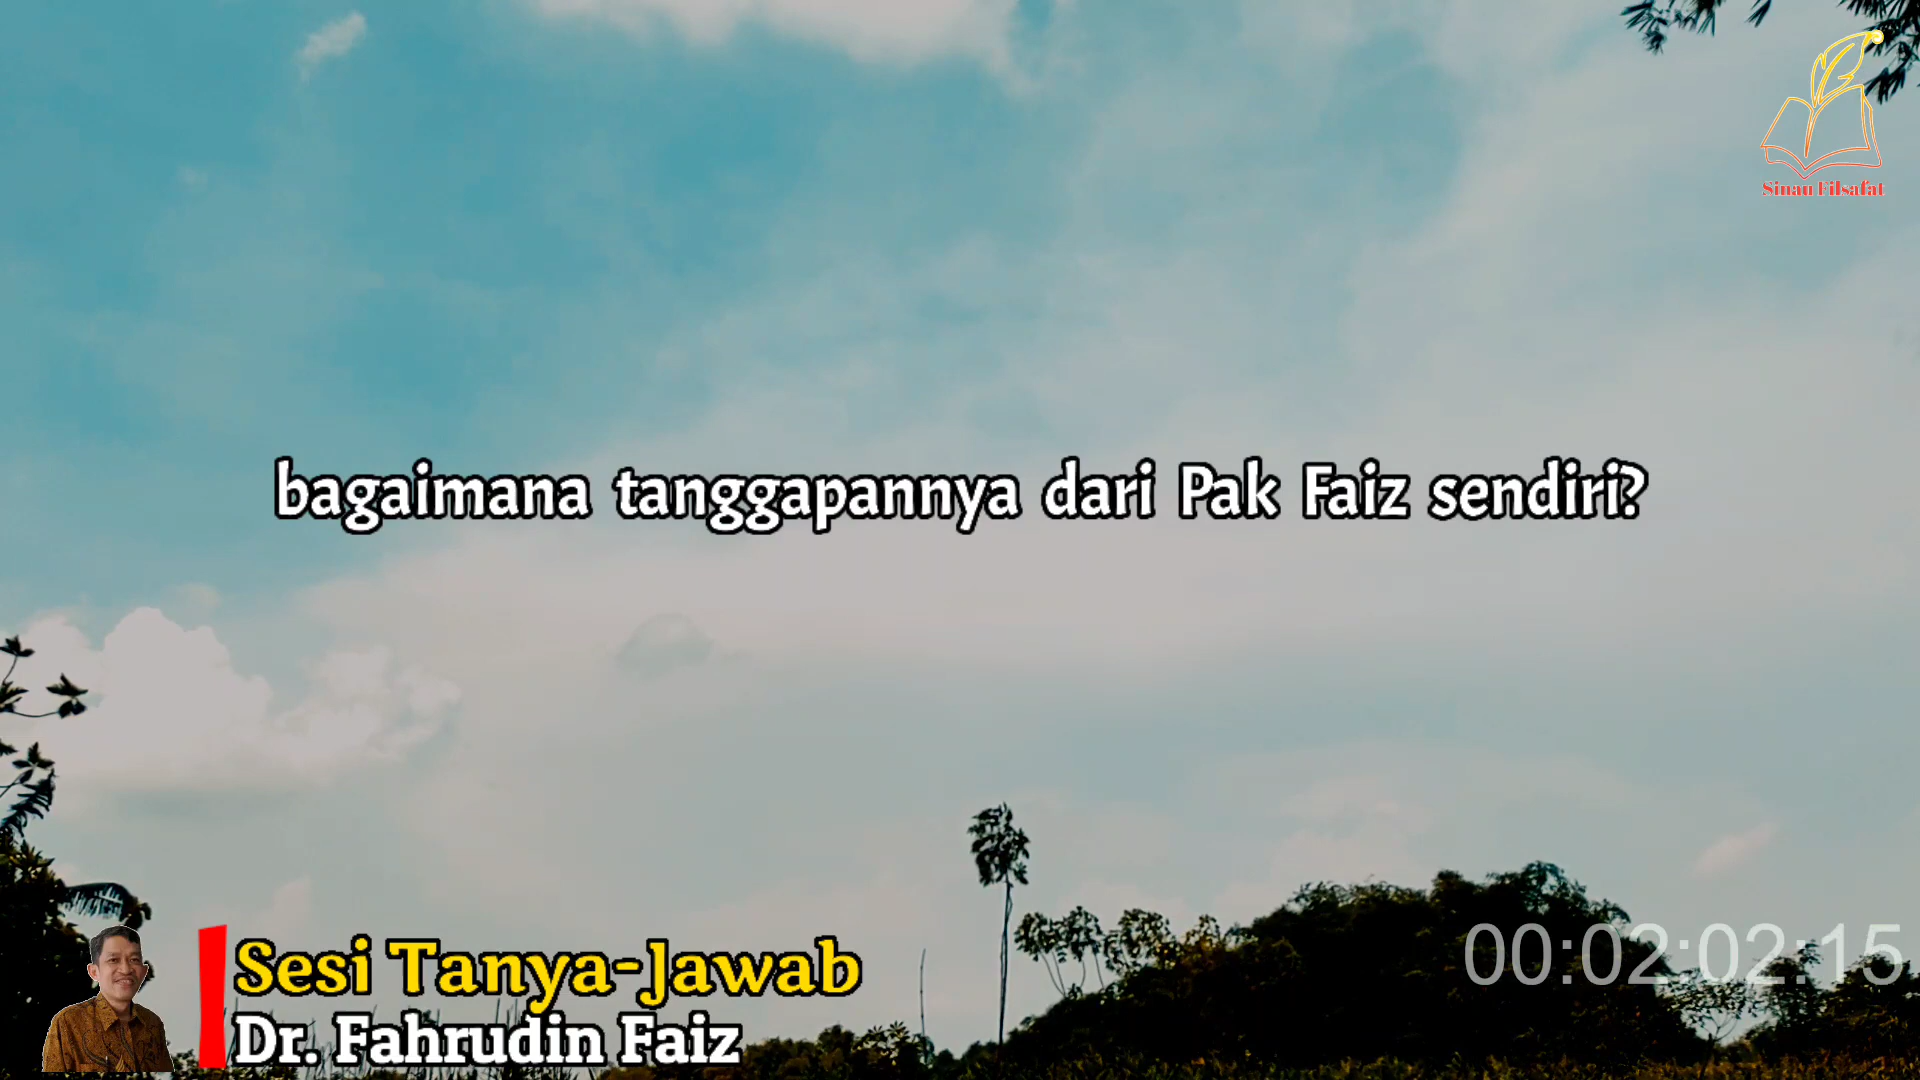 Sinau Filsafat
bagaimana tanggapannya dari Pak Faiz sendiri?
Sesi Tanya-Jawab
Dr. Fahrudin Faiz
00:02:02:15